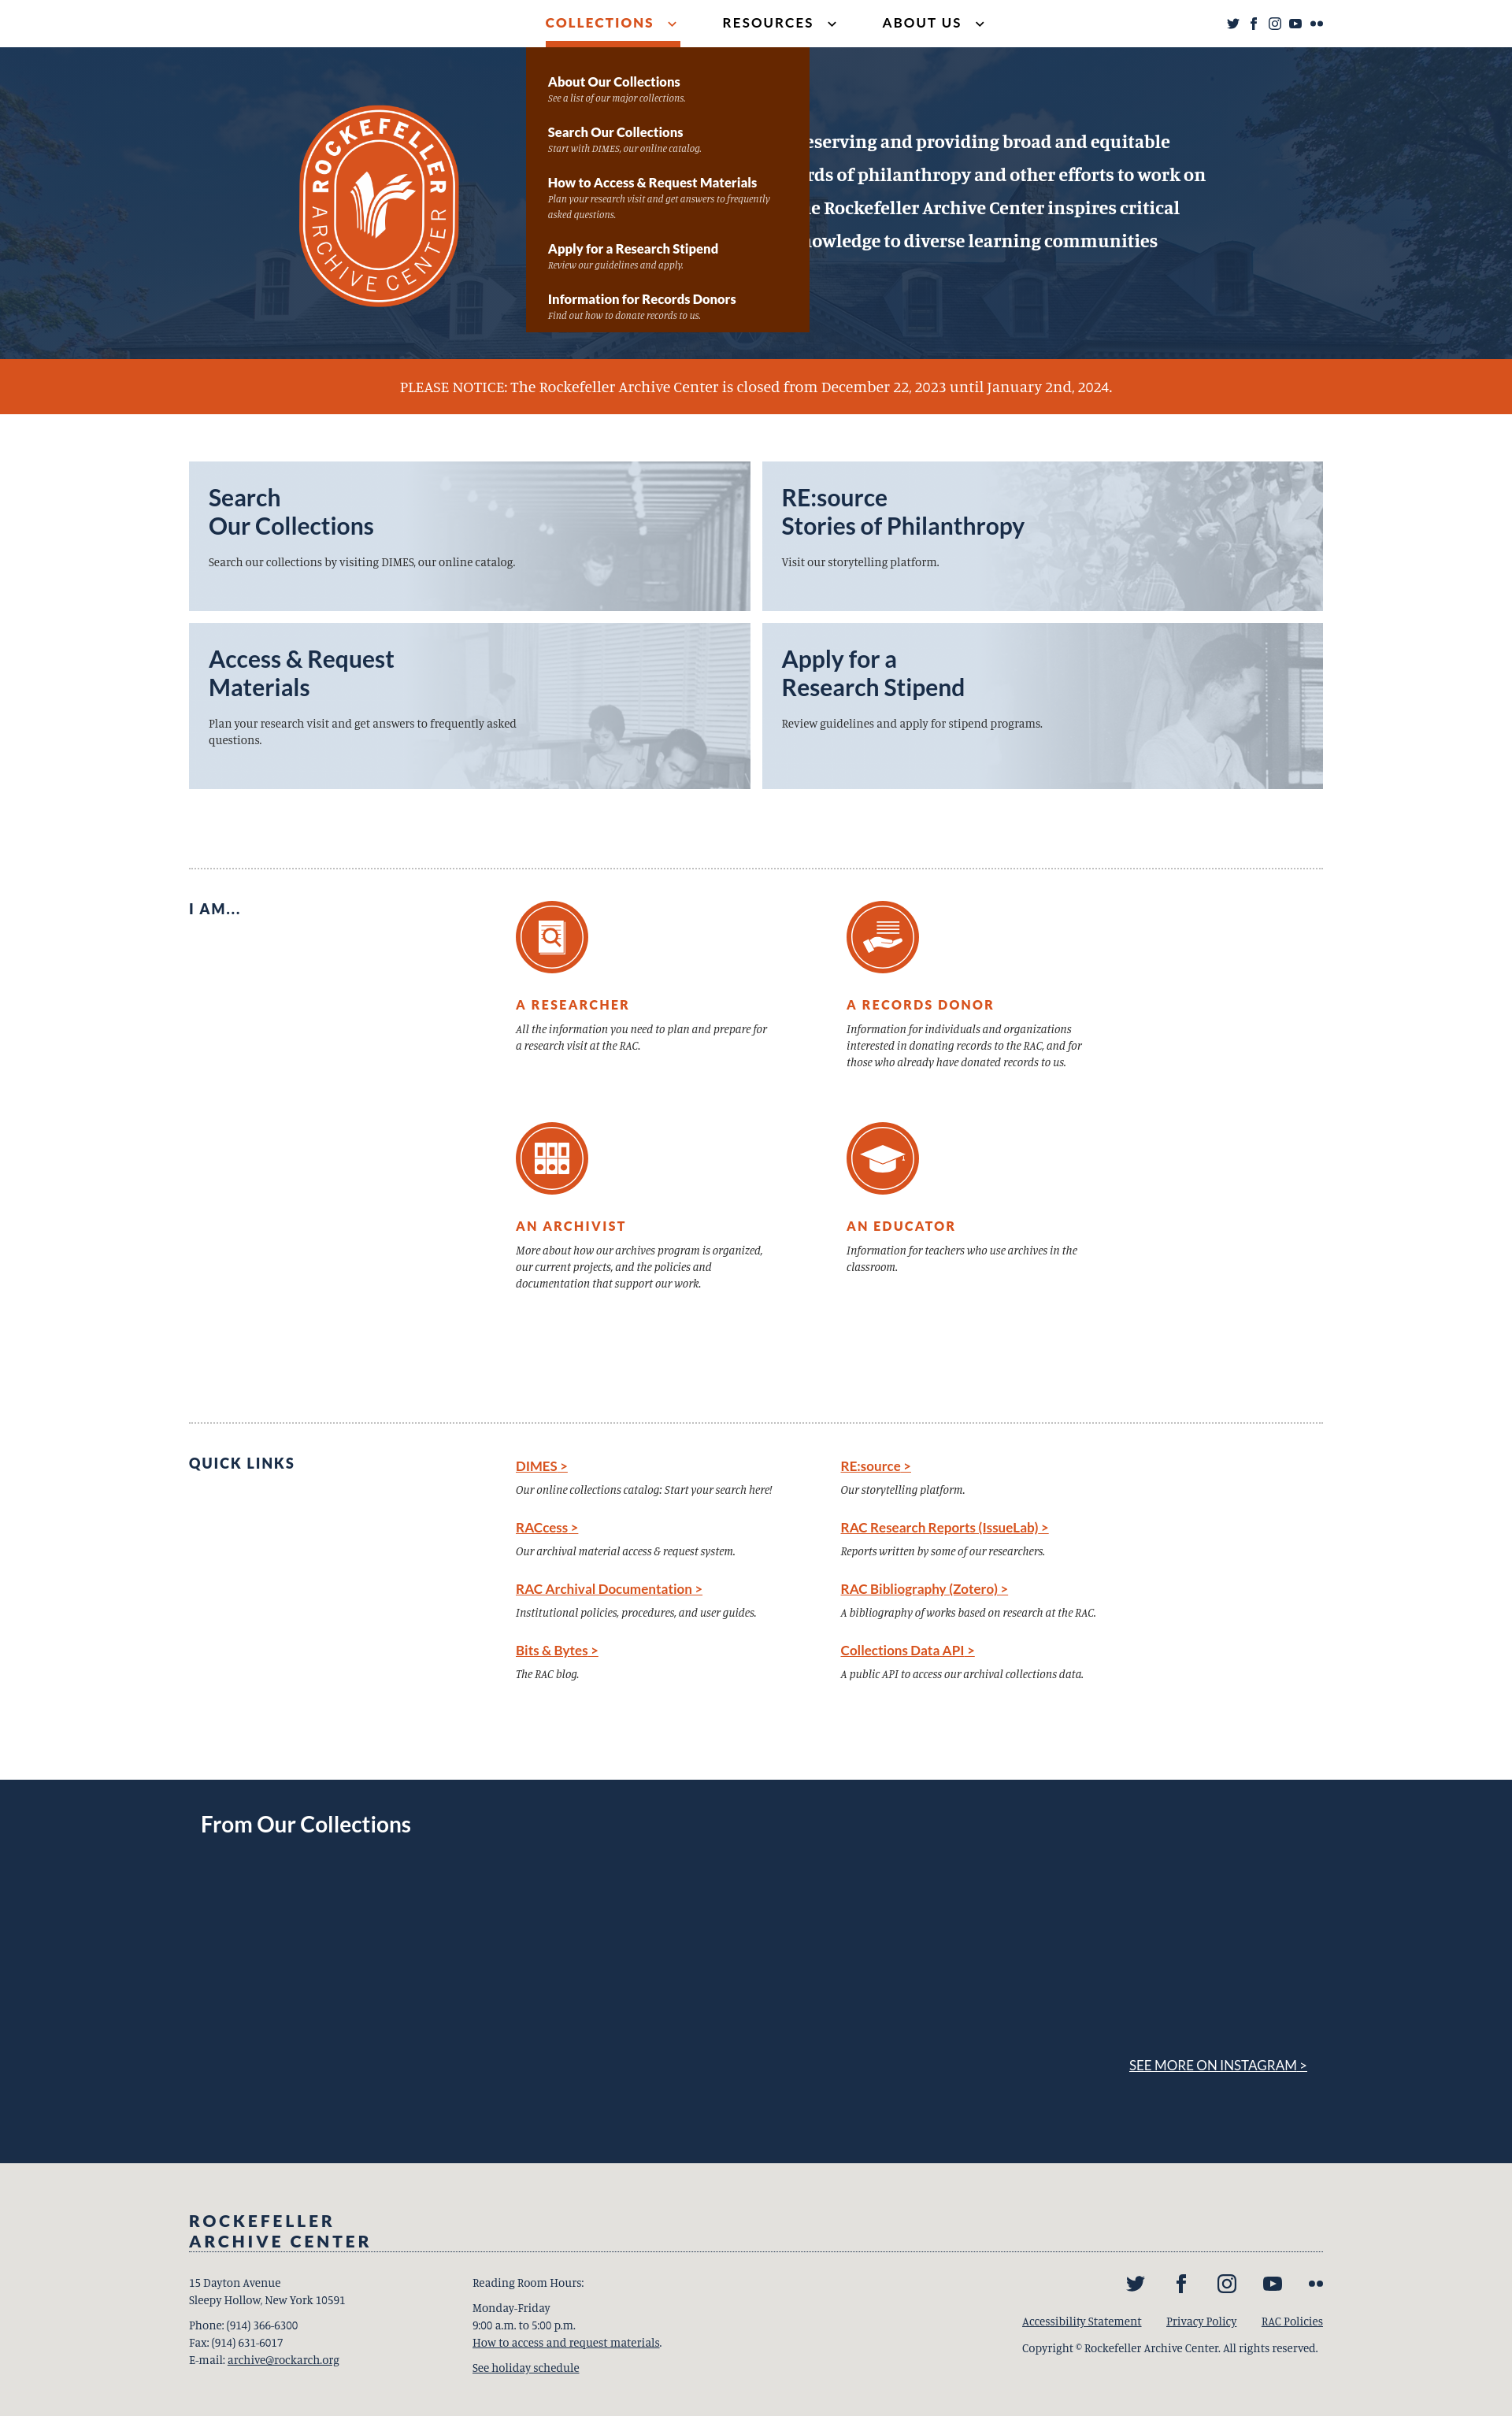 COLLECTIONS
RESOURCES
ABOUT US
ROCKEFELLER
ARCHIVE CENTER
About Our Collections
See a list of our major collections.
Search Our Collections
Start with DIMES, our online catalog.
How to Access & Request Materials
Plan your research visit and get answers to frequently
asked questions.
Apply for a Research Stipend
Review our guidelines and apply.
Information for Records Donors
Find out how to donate records to us.
and providing broad and equitable
of philanthropy and other efforts to work on
Rockefeller Archive Center inspires critical
to diverse learning communities
PLEASE NOTICE: The Rockefeller Archive Center is closed from December 22, 2023 until January 2nd, 2024.
Search
Our Collections
Search our collections by visiting DIMES, our online catalog.
RE:source
Stories of Philanthropy
Visit our storytelling platform.
Access & Request
Materials
Plan your research visit and get answers to frequently asked
questions.
Apply for a
Research Stipend
Review guidelines and apply for stipend programs.
I AM...
A RESEARCHER
All the information you need to plan and prepare for
a research visit at the RAC.
A RECORDS DONOR
Information for individuals and organizations
interested in donating records to the RAC, and for
those who already have donated records to us.
AN ARCHIVIST
More about how our archives program is organized,
our current projects, and the policies and
documentation that support our work.
AN EDUCATOR
Information for teachers who use archives in the
classroom.
QUICK LINKS
DIMES >
Our online collections catalog: Start your search here!
RACcess >
Our archival material access & request system.
RAC Archival Documentation >
Institutional policies, procedures, and user guides.
Bits & Bytes >
The RAC blog.
RE:source >
Our storytelling platform.
RAC Research Reports (IssueLab) >
Reports written by some of our researchers.
RAC Bibliography (Zotero) >
A bibliography of works based on research at the RAC.
Collections Data API >
A public API to access our archival collections data.
From Our Collections
SEE MORE ON INSTAGRAM >
ROCKEFELLER
ARCHIVE CENTER
15 Dayton Avenue
Sleepy Hollow, New York 10591
Phone: (914) 366-6300
Fax: (914) 631-6017
E-mail: archive@rockarch.org
Reading Room Hours:
Monday-Friday
9:00 a.m. to 5:00 p.m.
How to access and request materials.
See holiday schedule
Accessibility Statement
Privacy Policy
RAC Policies
Copyright © Rockefeller Archive Center. All rights reserved.